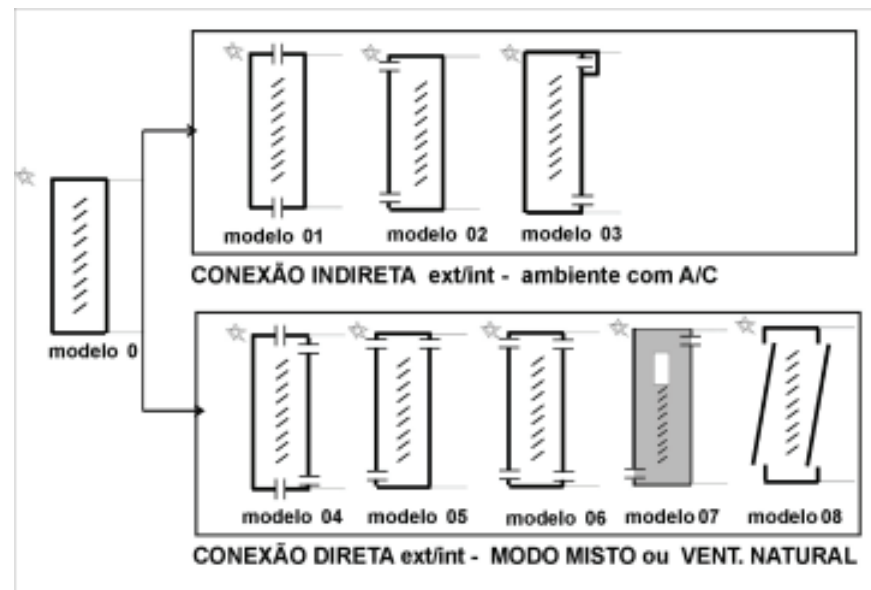 modelo 01 modelo 02 modelo 03
CONEXÃO INDIRETA ext/int - ambiente com A/C
modelo 0
modelo 04 modelo 05 modelo 06 modelo 07 modelo 08
CONEXÃO DIRETA ext/int - MODO MISTO ou VENT. NATURAL